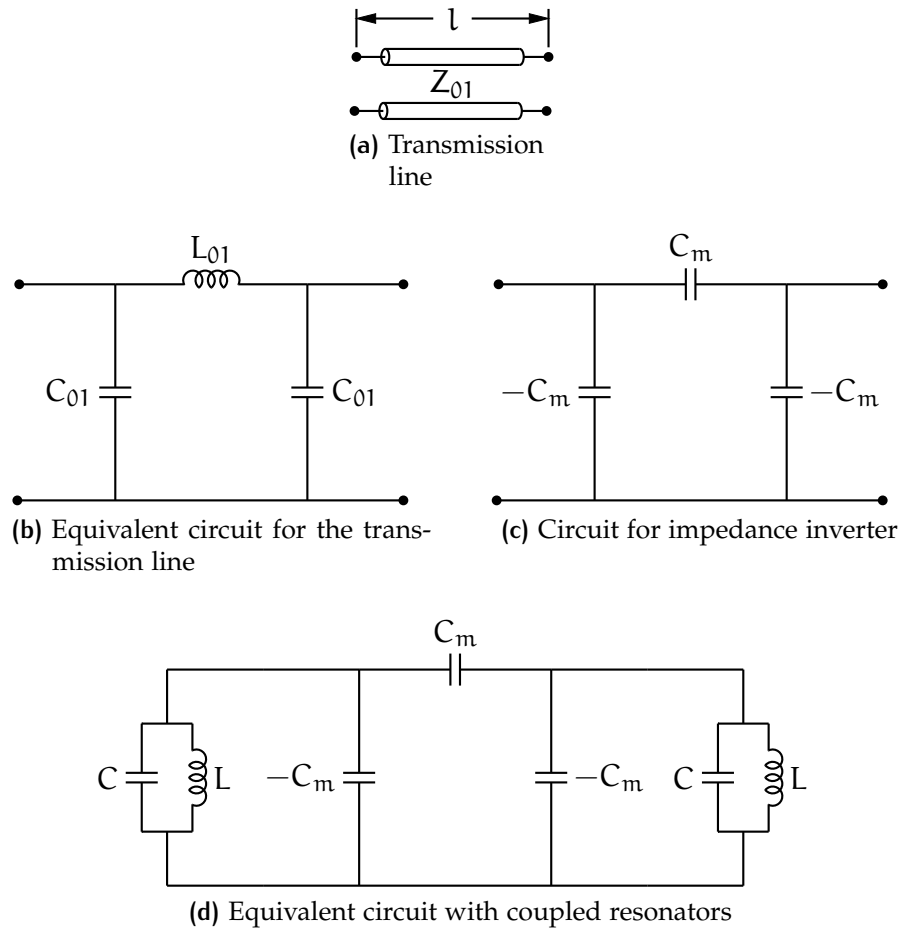 l
Z01
(a) Transmission
line
L01
C01
C01
(b) Equivalent circuit for the trans-
mission line
Cm
−Cm
−Cm
(c) Circuit for impedance inverter
Cm
C
L
−Cm
−Cm
C
L
(d) Equivalent circuit with coupled resonators